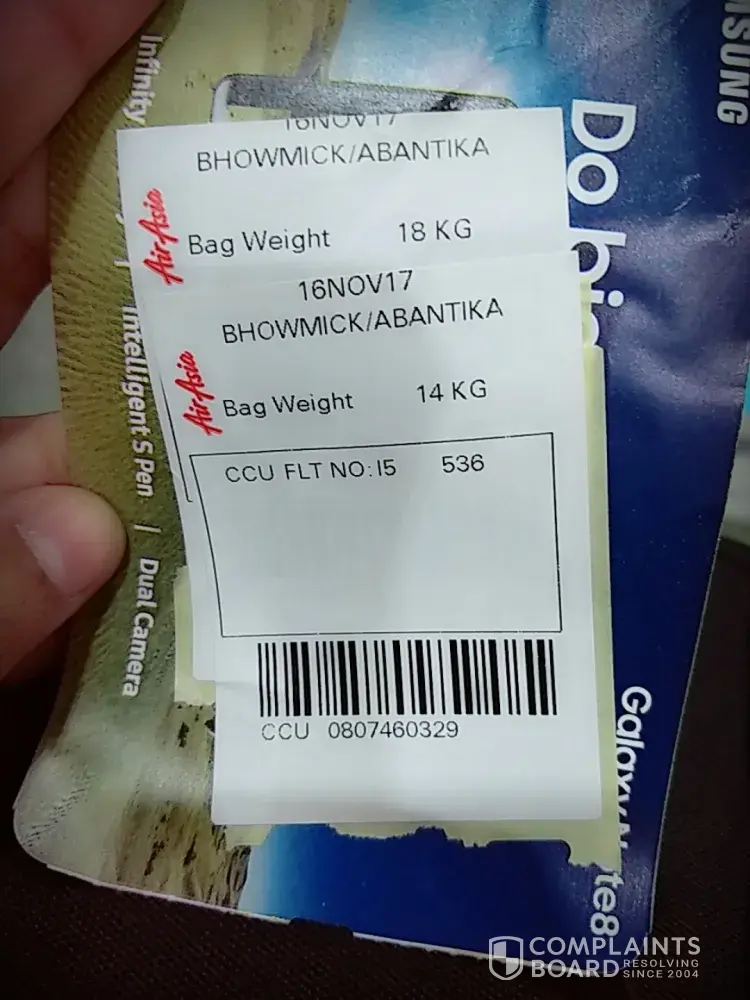 16NOV17
BHOWMICK/ABANTIKA
AirAsia
Bag Weight 18 KG
16NOV17
BHOWMICK/ABANTIKA
AirAsia
Bag Weight 14 KG
CCU FLT NO:I5 536
CCU 0807460329
Infinity
Intelligent S Pen | Dual Camera
SUNG
Do
Galaxy
te8
COMPLAINTS
BOARD RESOLVING
SINCE 2004